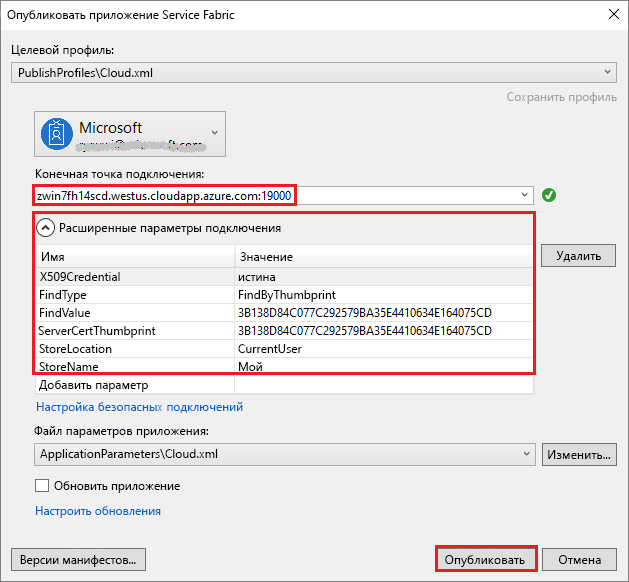 Опубликовать приложение Service Fabric
Целевой профиль:
PublishProfiles\Cloud.xml
Сохранить профиль
Microsoft
Конечная точка подключения:
zwin7fh14scd.westus.cloudapp.azure.com:19000
Расширенные параметры подключения
Имя Значение
Удалить
X509Credential истина
FindType FindByThumbprint
FindValue 3B138D84C077C292579BA35E4410634E164075CD
ServerCertThumbprint 3B138D84C077C292579BA35E4410634E164075CD
StoreLocation CurrentUser
StoreName Мой
Добавить параметр
Настройка безопасных подключений
Файл параметров приложения:
ApplicationParameters\Cloud.xml Изменить...
Обновить приложение
Настроить обновления
Версии манифестов... Опубликовать Отмена